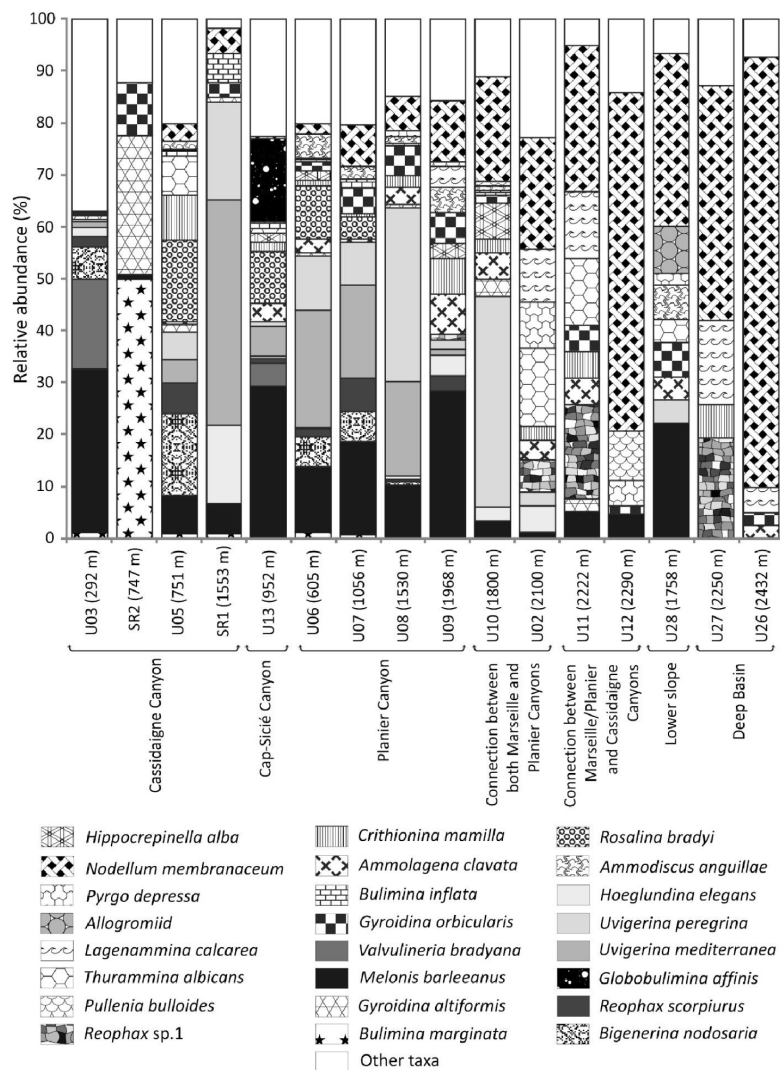 Relative abundance (%)
100
90
80
70
60
50
40
30
20
10
0
U03 (292 m)
SR2 (747 m)
U05 (751 m)
SR1 (1553 m)
U13 (952 m)
U06 (605 m)
U07 (1056 m)
U08 (1530 m)
U09 (1968 m)
U10 (1800 m)
U02 (2100 m)
U11 (2222 m)
U12 (2290 m)
U28 (1758 m)
U27 (2250 m)
U26 (2432 m)
Cassidaigne Canyon
Cap-Sicié Canyon
Planier Canyon
Connection between
both Marseille and
Planier Canyons
Connection between
Marseille/Planier
and Cassidaigne
Canyons
Lower slope
Deep Basin
Hippocrepinella alba
Nodellum membranaceum
Pyrgo depressa
Allogromiid
Lagenammina calcarea
Thurammina albicans
Pullenia bulloides
Reophax sp.1
Crithionina mamilla
Ammolagena clavata
Bulimina inflata
Gyroidina orbicularis
Valvulineria bradyana
Melonis barleeanus
Gyroidina altiformis
Bulimina marginata
Other taxa
Rosalina bradyi
Ammodiscus anguillae
Hoeglundina elegans
Uvigerina peregrina
Uvigerina mediterranea
Globobulimina affinis
Reophax scorpiurus
Bigenerina nodosaria